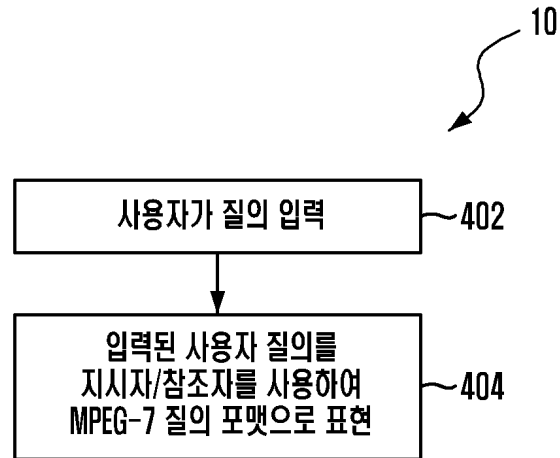 10
사용자가 질의 입력
402
입력된 사용자 질의를
지시자/참조자를 사용하여
MPEG-7 질의 포맷으로 표현
404